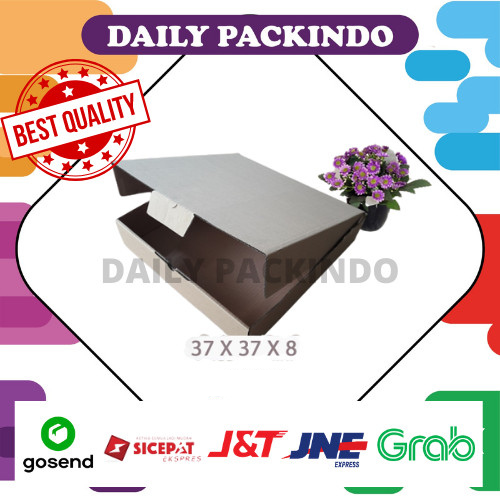 DAILY PACKINDO
BEST QUALITY
DAILY PACKINDO
37 X 37 X 8
gosend
SICEPAT
EKSPRES
J&T
JNE
EXPRESS
Grab